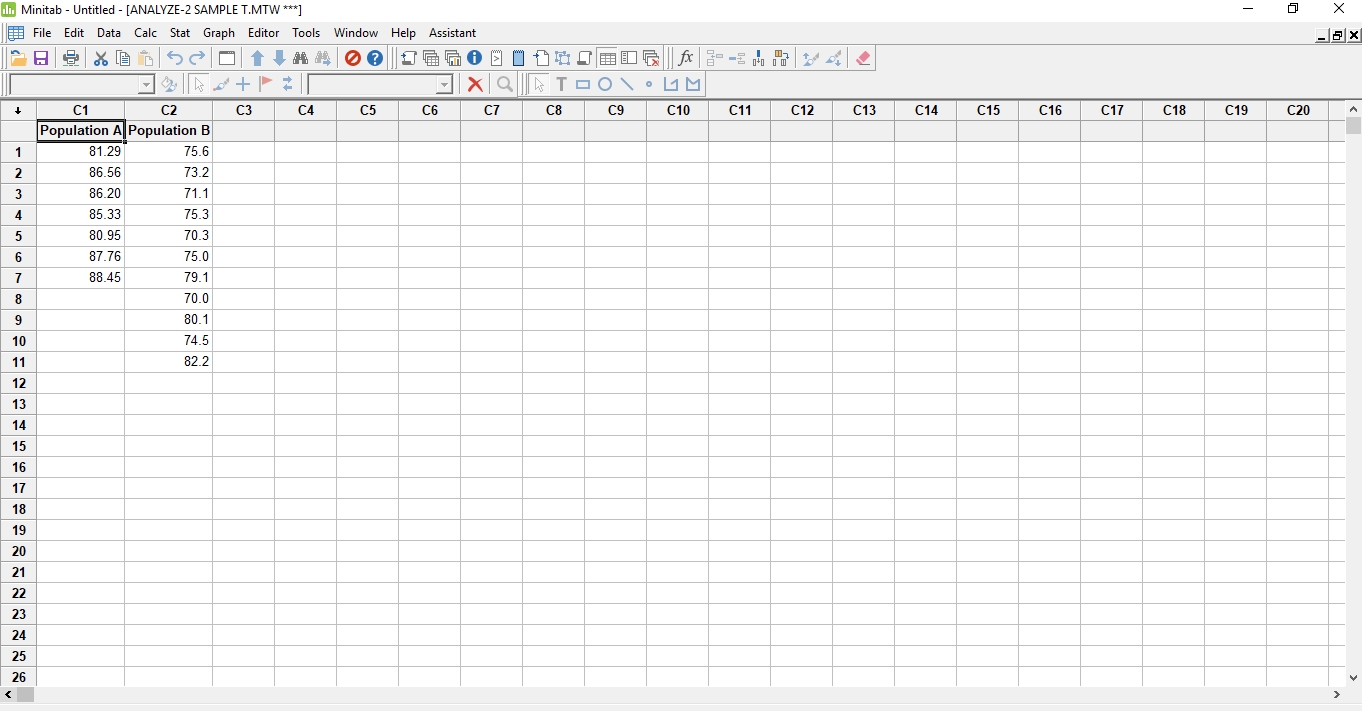 Minitab - Untitled - [ANALYZE-2 SAMPLE T.MTW ***]
File Edit Data Calc Stat Graph Editor Tools Window Help Assistant
fx
T
C1 C2 C3 C4 C5 C6 C7 C8 C9 C10 C11 C12 C13 C14 C15 C16 C17 C18 C19 C20
Population A Population B
1 81.29 75.6
2 86.56 73.2
3 86.20 71.1
4 85.33 75.3
5 80.95 70.3
6 87.76 75.0
7 88.45 79.1
8 70.0
9 80.1
10 74.5
11 82.2
12
13
14
15
16
17
18
19
20
21
22
23
24
25
26